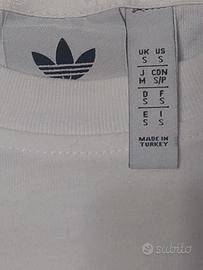 UK US
S S
J CDN
M S/P
D F
S S
E I
S S
MADE IN
TURKEY
subito